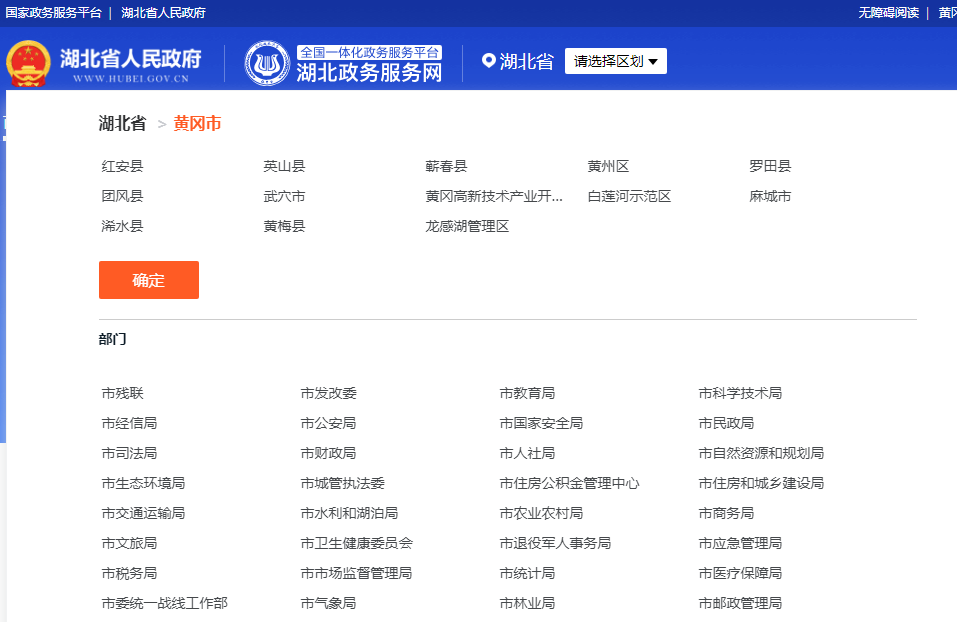 国家政务服务平台 | 湖北省人民政府 无障碍阅读 | 黄冈
湖北省人民政府 全国一体化政务服务平台 湖北省 请选择区划
WWW.HUBEI.GOV.CN 湖北政务服务网
湖北省 > 黄冈市
红安县 英山县 蕲春县 黄州区 罗田县
团风县 武穴市 黄冈高新技术产业开... 白莲河示范区 麻城市
浠水县 黄梅县 龙感湖管理区
确定
部门
市残联 市发改委 市教育局 市科学技术局
市经信局 市公安局 市国家安全局 市民政局
市司法局 市财政局 市人社局 市自然资源和规划局
市生态环境局 市城管执法委 市住房公积金管理中心 市住房和城乡建设局
市交通运输局 市水利和湖泊局 市农业农村局 市商务局
市文旅局 市卫生健康委员会 市退役军人事务局 市应急管理局
市税务局 市市场监督管理局 市统计局 市医疗保障局
市委统一战线工作部 市气象局 市林业局 市邮政管理局